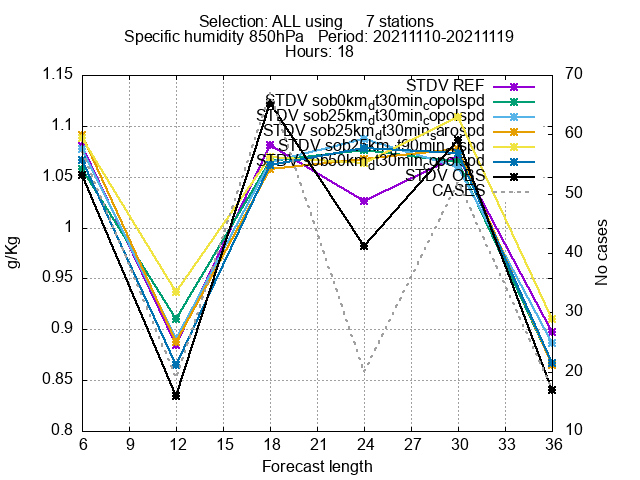 Selection: ALL using 7 stations
Specific humidity 850hPa Period: 20211110-20211119
Hours: 18
1.15
1.1
1.05
1
0.95
0.9
0.85
0.8
g/Kg
70
60
50
40
30
20
10
No cases
STDV REF
STDV sob0km_dt30min_copolspd
STDV sob25km_dt30min_copolspd
STDV sob25km_dt30min_sarospd
STDV sob25km_t90min_
STDV sob50km_dt30min_copolspd
STDV OBS
CASES
6 9 12 15 18 21 24 27 30 33 36
Forecast length